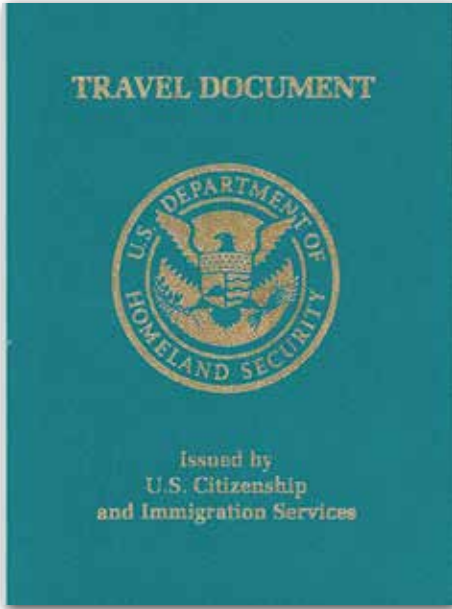 TRAVEL DOCUMENT
U.S. DEPARTMENT OF
HOMELAND SECURITY
Issued by
U.S. Citizenship
and Immigration Services